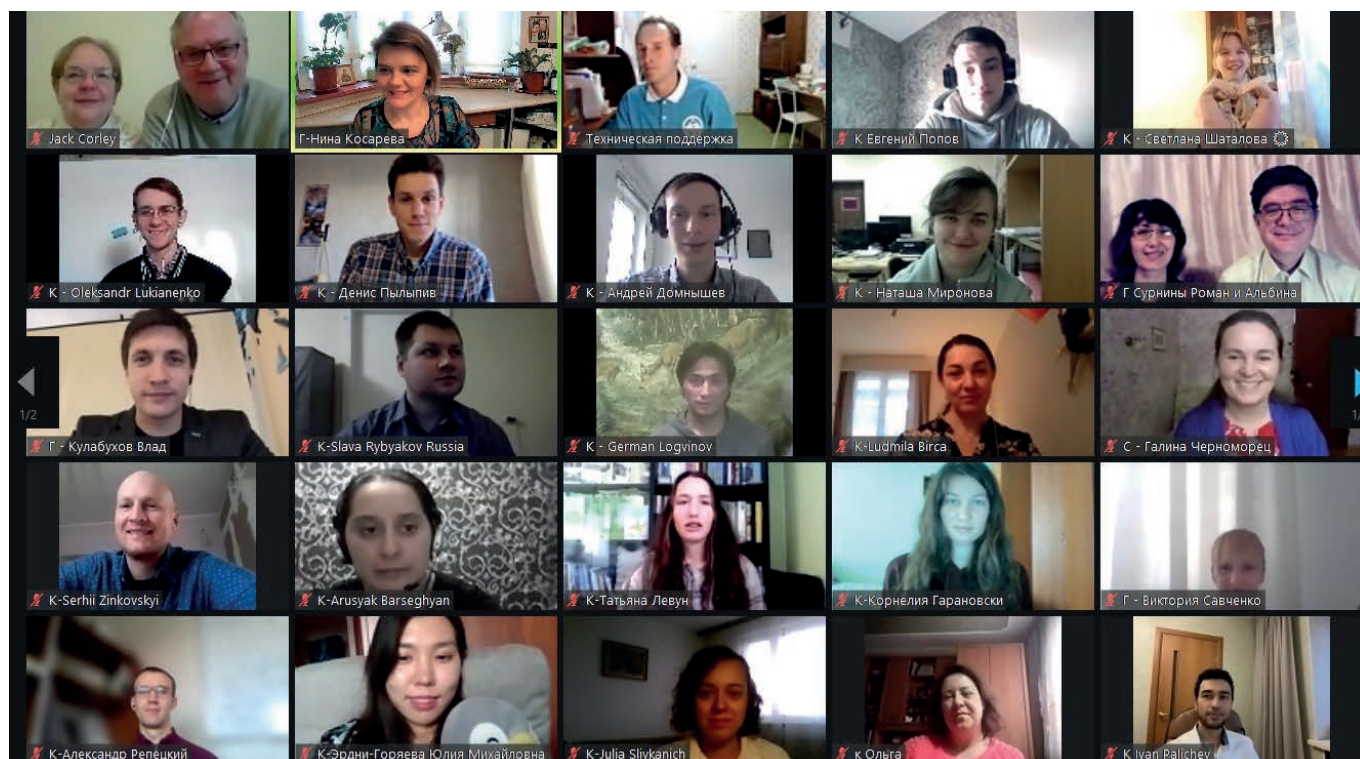 Jack Corley
Г-Нина Косарева
Техническая поддержка
К Евгений Попов
К - Светлана Шаталова
К - Oleksandr Lukianenko
К - Денис Пылыпив
К - Андрей Домнышев
К - Наташа Миронова
Г Сурнины Роман и Альбина
1/2
Г - Кулабухов Влад
K-Slava Rybyakov Russia
К - German Logvinov
K-Ludmila Birca
С - Галина Черноморец
1/
K-Serhii Zinkovskyi
K-Arusyak Barseghyan
К-Татьяна Левун
К-Корнелия Гарановски
Г - Виктория Савченко
К-Александр Репецкий
К-Эрдни-Горяева Юлия Михайловна
K-Julia Slivkanich
к Ольга
K Ivan Palichev